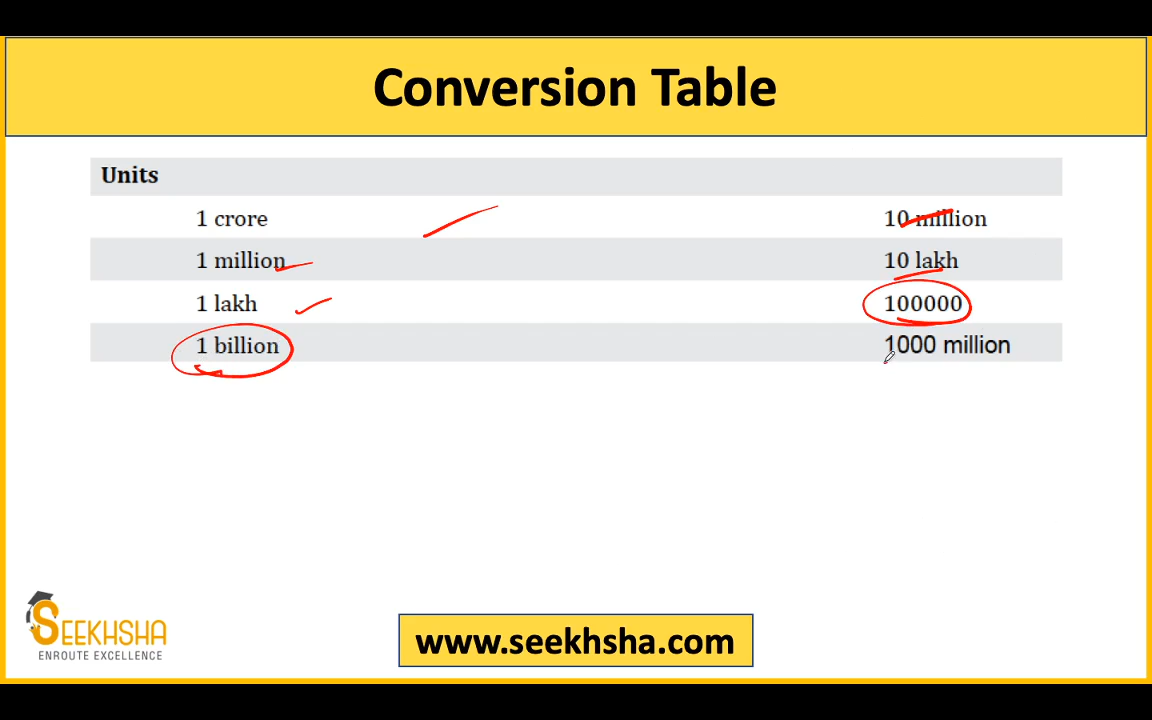 Conversion Table
Units
1 crore 10 million
1 million 10 lakh
1 lakh 100000
1 billion 1000 million
SEEKHSHA
ENROUTE EXCELLENCE
www.seekhsha.com